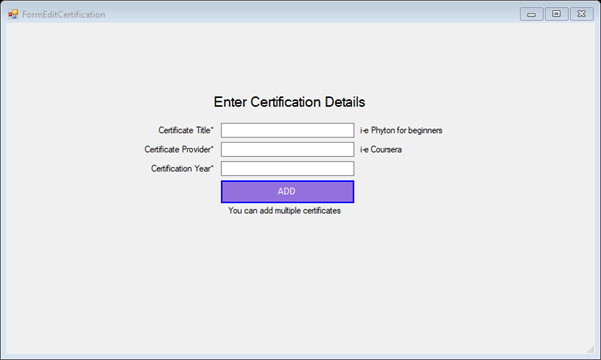 FormEditCertification
Enter Certification Details
Certificate Title* i-e Phyton for beginners
Certificate Provider* i-e Coursera
Certification Year*
ADD
You can add multiple certificates